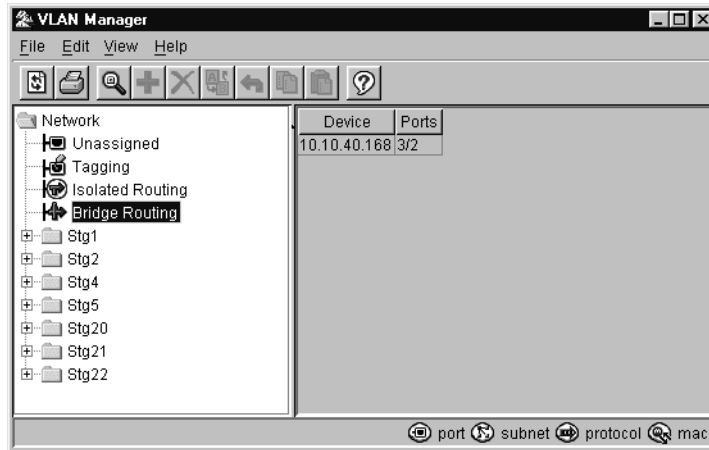 VLAN Manager
File Edit View Help
Network
Unassigned
Tagging
Isolated Routing
Bridge Routing
Stg1
Stg2
Stg4
Stg5
Stg20
Stg21
Stg22
Device Ports
10.10.40.168 3/2
port subnet protocol mac